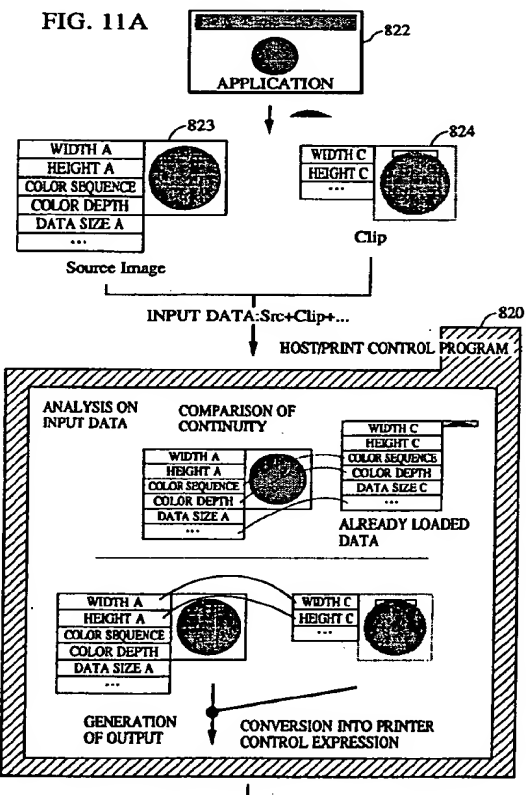 FIG. 11A
822
APPLICATION
823
WIDTH A
HEIGHT A
COLOR SEQUENCE
COLOR DEPTH
DATA SIZE A
...
Source Image
824
WIDTH C
HEIGHT C
...
Clip
INPUT DATA:Src+Clip+...
820
HOST/PRINT CONTROL PROGRAM
ANALYSIS ON
INPUT DATA
COMPARISON OF
CONTINUITY
WIDTH A
HEIGHT A
COLOR SEQUENCE
COLOR DEPTH
DATA SIZE A
...
WIDTH C
HEIGHT C
COLOR SEQUENCE
COLOR DEPTH
DATA SIZE C
...
ALREADY LOADED
DATA
WIDTH A
HEIGHT A
COLOR SEQUENCE
COLOR DEPTH
DATA SIZE A
...
WIDTH C
HEIGHT C
...
GENERATION
OF OUTPUT
CONVERSION INTO PRINTER
CONTROL EXPRESSION